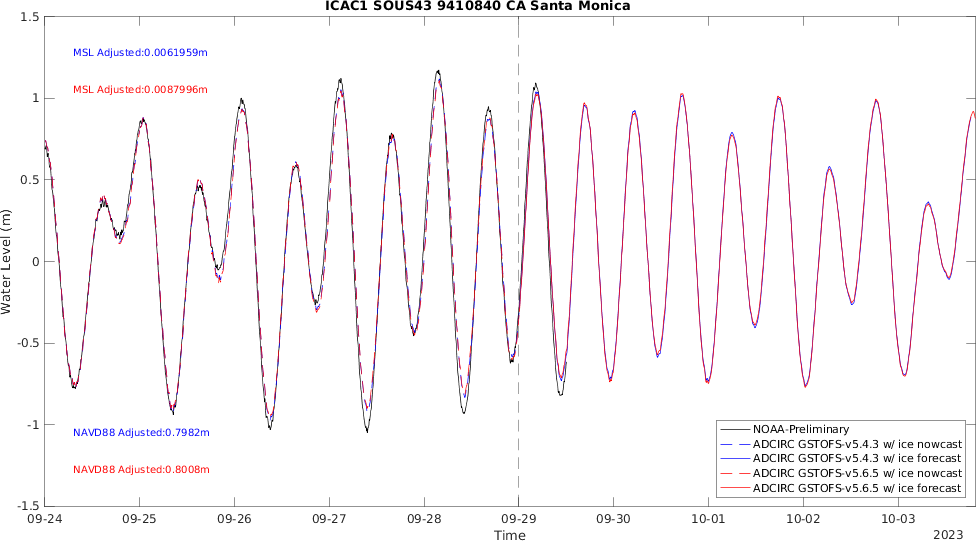 ICAC1 SOUS43 9410840 CA Santa Monica
1.5
MSL Adjusted:0.0061959m
MSL Adjusted:0.0087996m
1
0.5
0
-0.5
-1
-1.5
Water Level (m)
NAVD88 Adjusted:0.7982m
NAVD88 Adjusted:0.8008m
NOAA-Preliminary
ADCIRC GSTOFS-v5.4.3 w/ ice nowcast
ADCIRC GSTOFS-v5.4.3 w/ ice forecast
ADCIRC GSTOFS-v5.6.5 w/ ice nowcast
ADCIRC GSTOFS-v5.6.5 w/ ice forecast
09-24 09-25 09-26 09-27 09-28 09-29 09-30 10-01 10-02 10-03
Time
2023